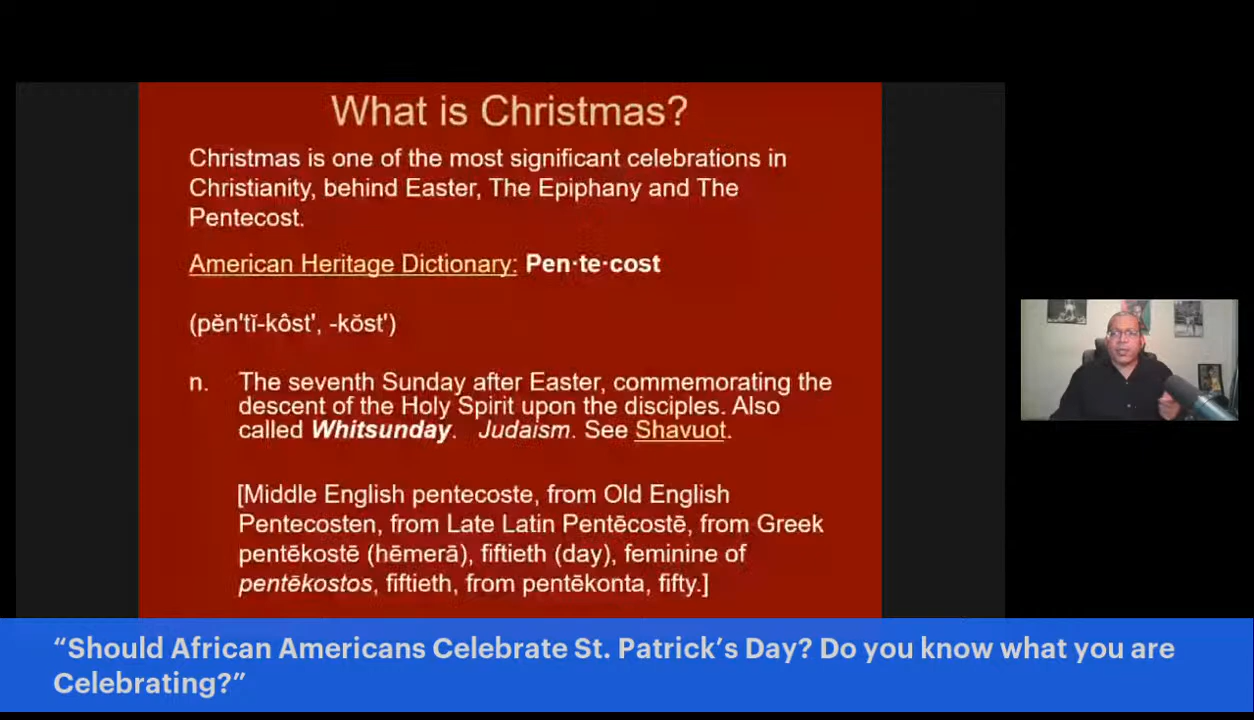 What is Christmas?
Christmas is one of the most significant celebrations in
Christianity, behind Easter, The Epiphany and The
Pentecost.
American Heritage Dictionary: Pen·te·cost
(pĕn'tĭ-kôst', -kŏst')
n. The seventh Sunday after Easter, commemorating the
descent of the Holy Spirit upon the disciples. Also
called Whitsunday. Judaism. See Shavuot.
[Middle English pentecoste, from Old English
Pentecosten, from Late Latin Pentēcostē, from Greek
pentēkostē (hēmerā), fiftieth (day), feminine of
pentēkostos, fiftieth, from pentēkonta, fifty.]
“Should African Americans Celebrate St. Patrick’s Day? Do you know what you are
Celebrating?”